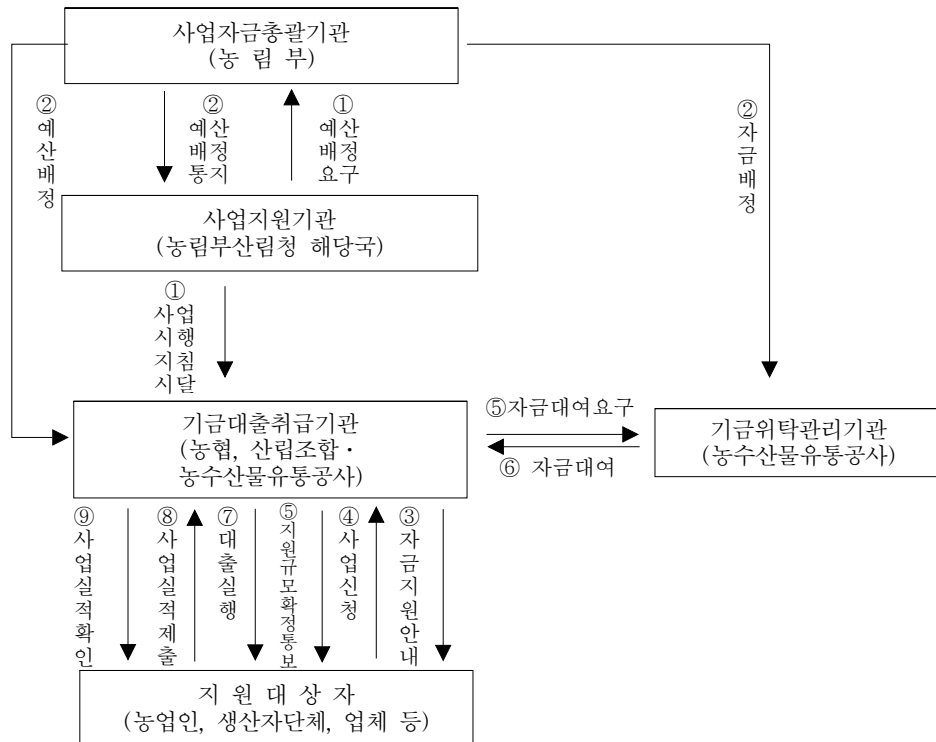 사업자금총괄기관
(농 림 부)
②
예
산
배
정
②
예산
배정
통지
①
예산
배정
요구
②
자
금
배
정
사업지원기관
(농림부산림청 해당국)
①
사업
시행
지침
시달
기금대출취급기관
(농협, 산립조합·
농수산물유통공사)
⑤자금대여요구
⑥ 자금대여
기금위탁관리기관
(농수산물유통공사)
⑨
사
업
실
적
확
인
⑧
사
업
실
적
제
출
⑦
대
출
실
행
⑤
지
원
규
모
확
정
통
보
④
사
업
신
청
③
자
금
지
원
안
내
지 원 대 상 자
(농업인, 생산자단체, 업체 등)